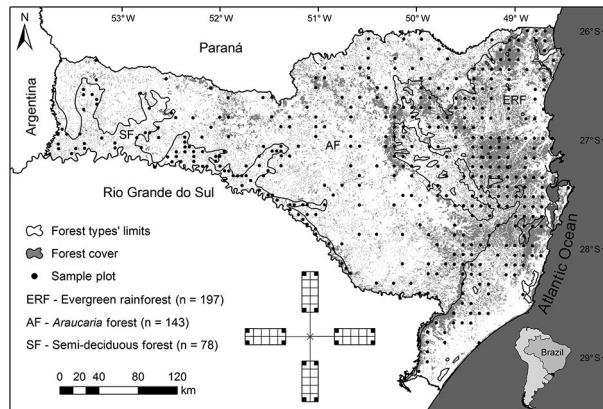 53°W 52°W 51°W 50°W 49°W
N
Paraná
26°S
Argentina
ERF
SF
AF
27°S
Rio Grande do Sul
Forest types' limits
Forest cover
Sample plot
28°S
Atlantic Ocean
ERF - Evergreen rainforest (n = 197)
AF - Araucaria forest (n = 143)
SF - Semi-deciduous forest (n = 78)
Brazil
0 20 40 80 120
km
29°S